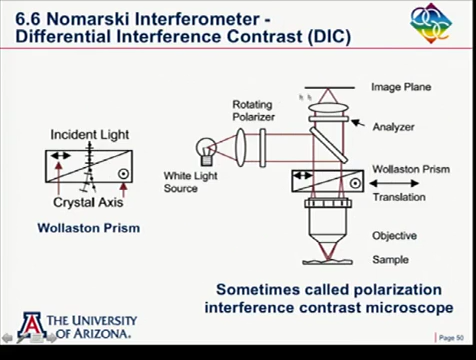 6.6 Nomarski Interferometer -
Differential Interference Contrast (DIC)
Incident Light
Crystal Axis
Wollaston Prism
Rotating
Polarizer
White Light
Source
Image Plane
Analyzer
Wollaston Prism
Translation
Objective
Sample
Sometimes called polarization
interference contrast microscope
A
THE UNIVERSITY
OF ARIZONA.
Page 50